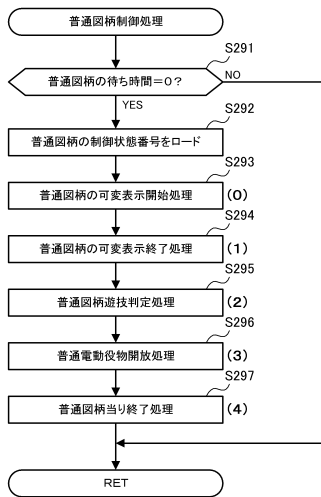 普通図柄制御処理
S291
普通図柄の待ち時間=0?
NO
YES
S292
普通図柄の制御状態番号をロード
S293
普通図柄の可変表示開始処理
(0)
S294
普通図柄の可変表示終了処理
(1)
S295
普通図柄遊技判定処理
(2)
S296
普通電動役物開放処理
(3)
S297
普通図柄当り終了処理
(4)
RET